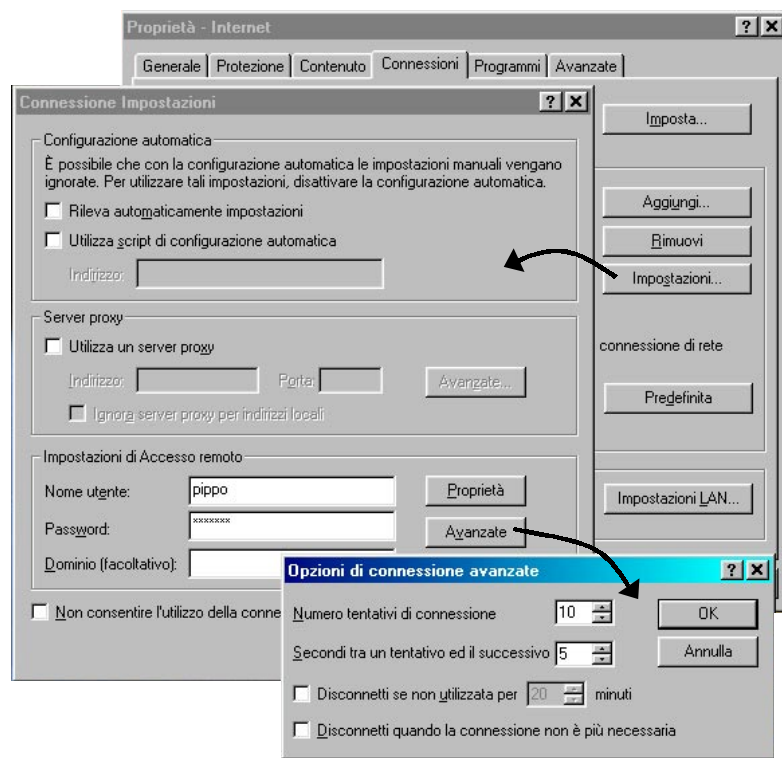 Proprietà - Internet
Generale Protezione Contenuto Connessioni Programmi Avanzate
Connessione Impostazioni
Configurazione automatica
È possibile che con la configurazione automatica le impostazioni manuali vengano
ignorate. Per utilizzare tali impostazioni, disattivare la configurazione automatica.
Rileva automaticamente impostazioni
Utilizza script di configurazione automatica
Indirizzo:
Server proxy
Utilizza un server proxy
Indirizzo: Porta: Avanzate...
Ignora server proxy per indirizzi locali
Impostazioni di Accesso remoto
Nome utente: pippo Proprietà
Password: ******* Avanzate
Dominio (facoltativo):
Non consentire l'utilizzo della conne
Imposta...
Aggiungi...
Rimuovi
Impostazioni...
connessione di rete
Predefinita
Impostazioni LAN...
Opzioni di connessione avanzate
Numero tentativi di connessione 10 OK
Secondi tra un tentativo ed il successivo 5 Annulla
Disconnetti se non utilizzata per 20 minuti
Disconnetti quando la connessione non è più necessaria